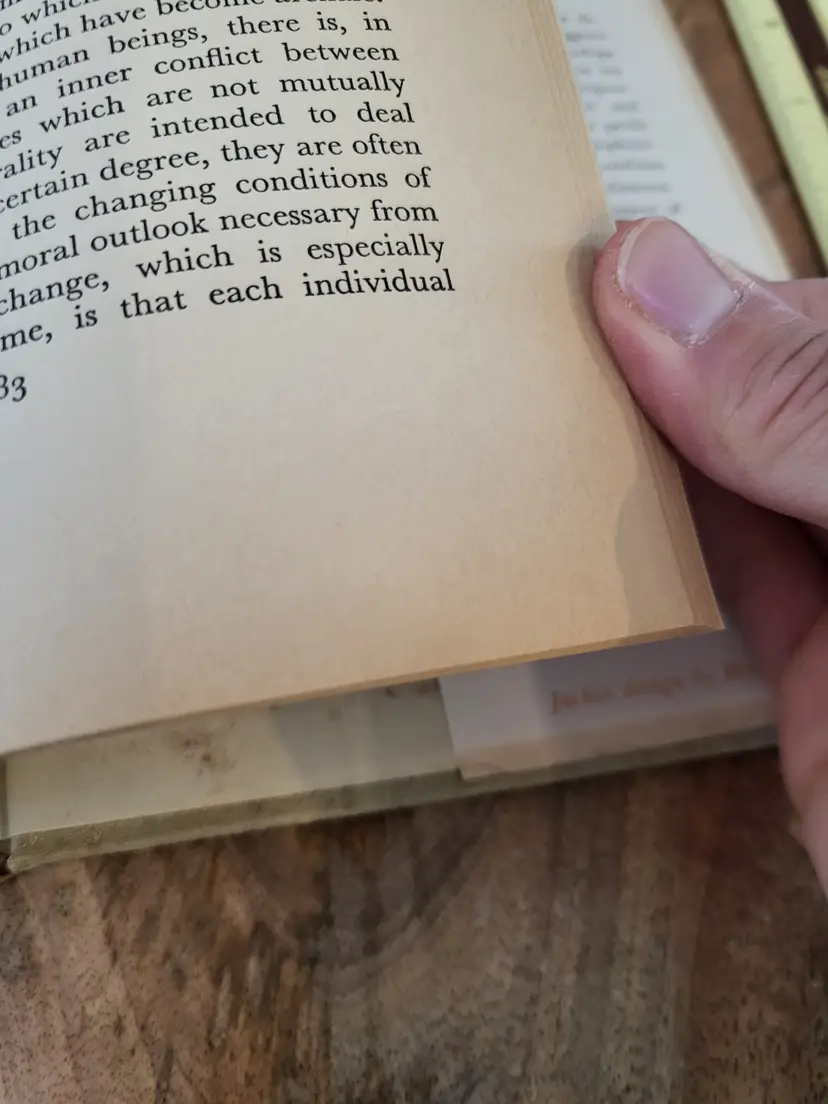 which have become
human beings, there is, in
an inner conflict between
es which are not mutually
ality are intended to deal
certain degree, they are often
the changing conditions of
moral outlook necessary from
change, which is especially
me, is that each individual
33